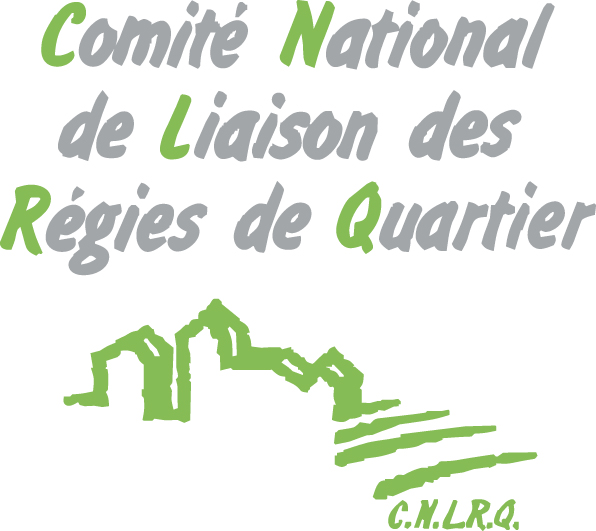 Comité National
de Liaison des
Régies de Quartier
C.N.L.R.Q.